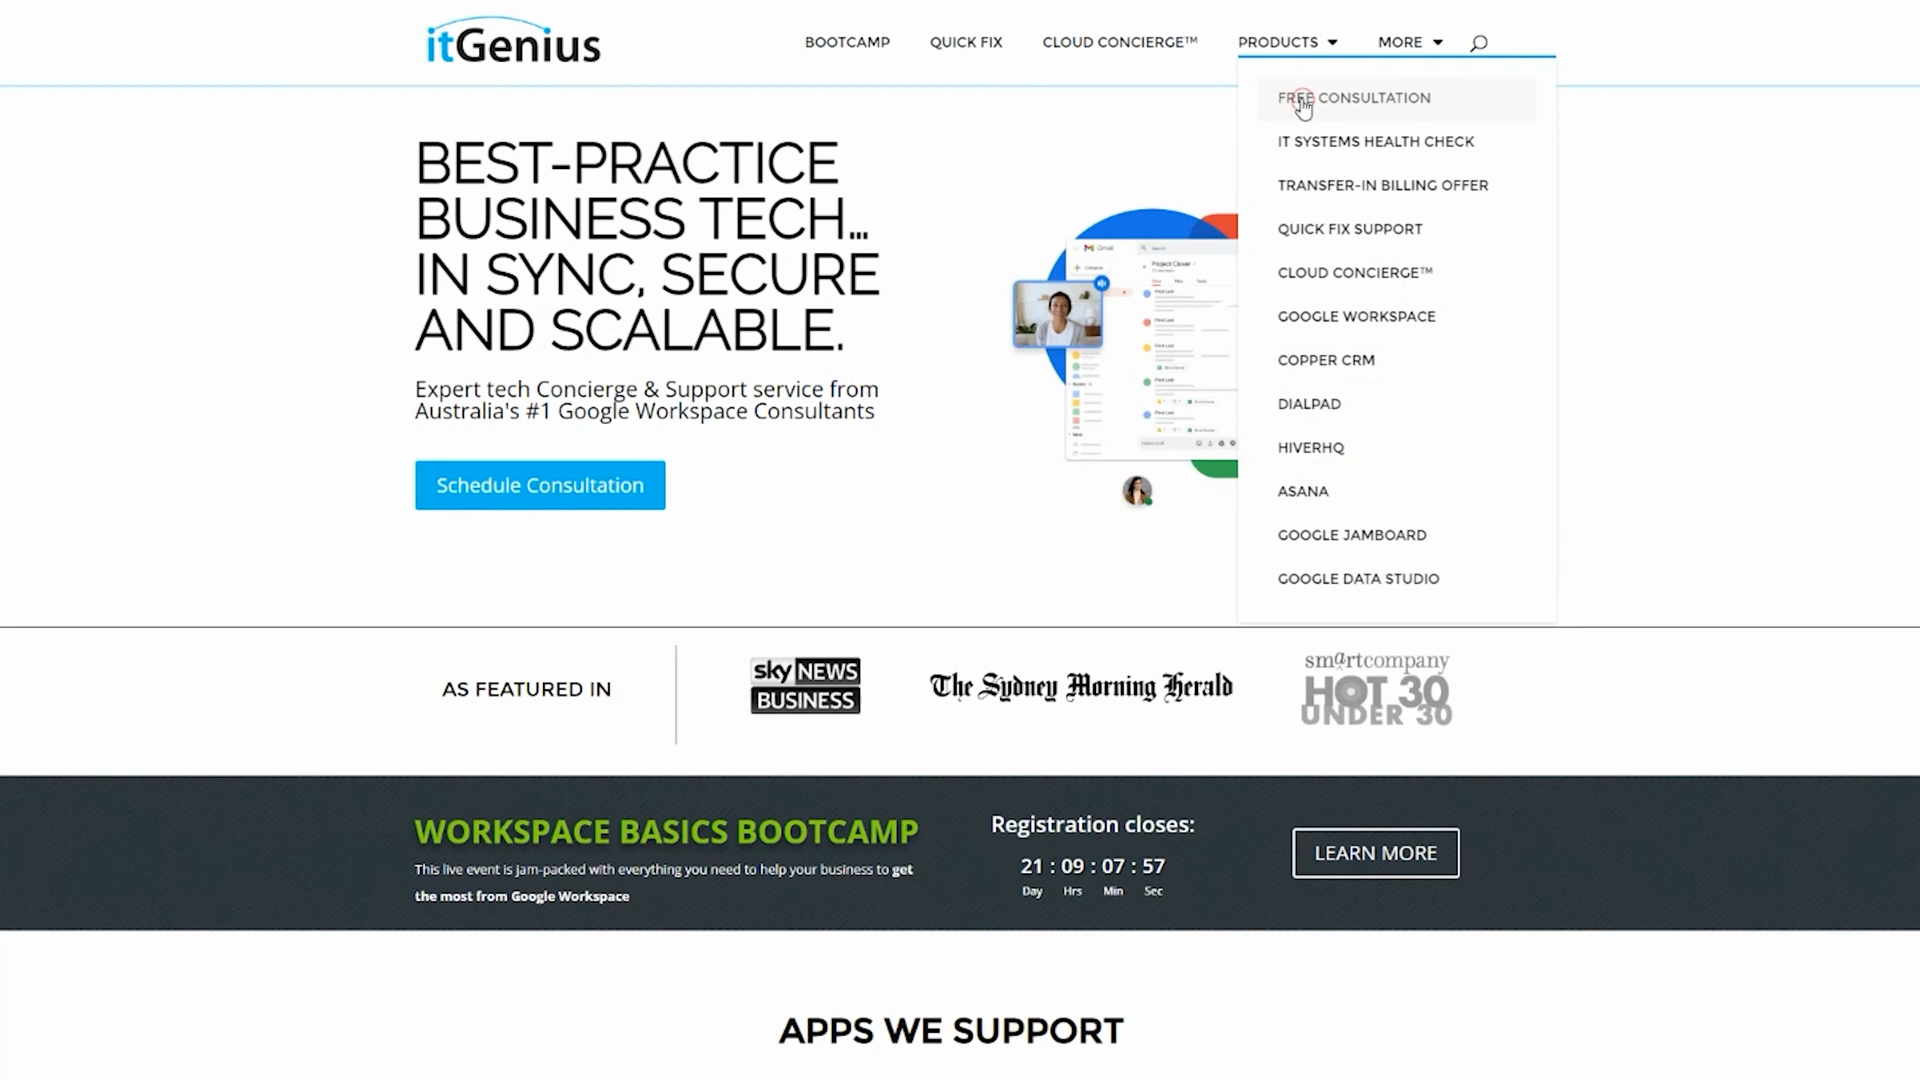 itGenius
BOOTCAMP
QUICK FIX
CLOUD CONCIERGE™
PRODUCTS
MORE
FREE CONSULTATION
IT SYSTEMS HEALTH CHECK
TRANSFER-IN BILLING OFFER
QUICK FIX SUPPORT
CLOUD CONCIERGE™
GOOGLE WORKSPACE
COPPER CRM
DIALPAD
HIVERHQ
ASANA
GOOGLE JAMBOARD
GOOGLE DATA STUDIO
BEST-PRACTICE
BUSINESS TECH...
IN SYNC, SECURE
AND SCALABLE.
Expert tech Concierge & Support service from
Australia's #1 Google Workspace Consultants
Schedule Consultation
Gmail
Search
Compose
Project Clover
AS FEATURED IN
sky NEWS
BUSINESS
The Sydney Morning Herald
smartcompany
HOT 30
UNDER 30
WORKSPACE BASICS BOOTCAMP
This live event is jam-packed with everything you need to help your business to get
the most from Google Workspace
Registration closes:
21 : 09 : 07 : 57
Day Hrs Min Sec
LEARN MORE
APPS WE SUPPORT